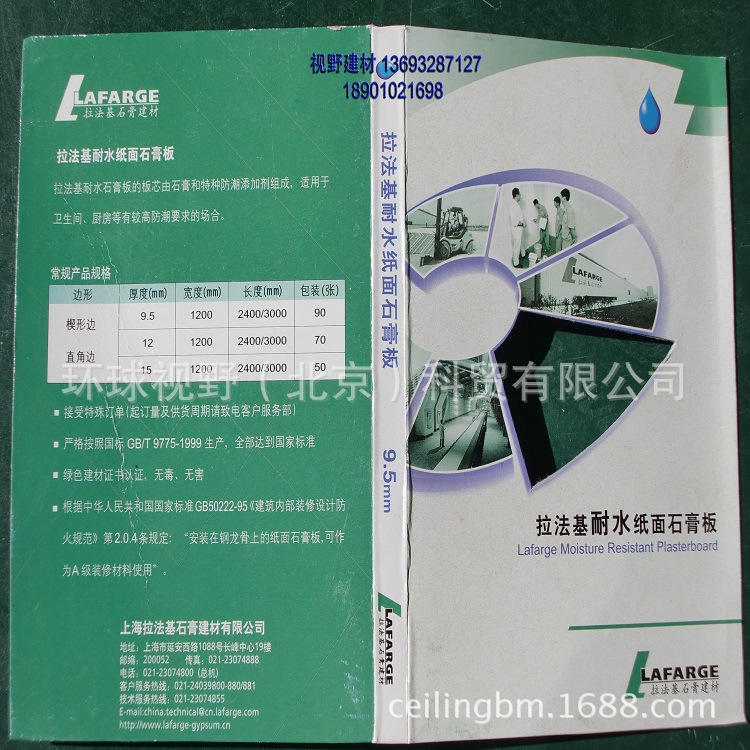 视野建材 13693287127
18901021698
LAFARGE
拉法基石膏建材
拉法基耐水纸面石膏板
拉法基耐水石膏板的板芯由石膏和特种防潮添加剂组成，适用于
卫生间、厨房等有较高防潮要求的场合。
常规产品规格
边形 厚度(mm) 宽度(mm) 长度(mm) 包装(张)
楔形边 9.5 1200 2400/3000 90
12 1200 2400/3000 70
直角边 15 1200 2400/3000 50
环球视野（北京）科贸有限公司
接受特殊订单(起订量及供货周期请致电客户服务部)
严格按照国标 GB/T 9775-1999 生产，全部达到国家标准
绿色建材证书认证，无毒、无害
根据中华人民共和国国家标准GB50222-95《建筑内部装修设计防
火规范》第2.0.4条规定：“安装在钢龙骨上的纸面石膏板,可作
为A级装修材料使用”。
上海拉法基石膏建材有限公司
地址：上海市延安西路1088号长峰中心19楼
邮编：200052 传真：021-23074888
电话：021-23074800 (总机)
客户服务热线：021-24039800-880/881
技术服务热线：021-23074855
E-mail:china.technical@cn.lafarge.com
http://www.lafarge-gypsum.cn
拉法基耐水纸面石膏板
9.5mm
LAFARGE
拉法基石膏建材
LAFARGE
拉法基耐水纸面石膏板
Lafarge Moisture Resistant Plasterboard
LAFARGE
拉法基石膏建材
ceilingbm.1688.com